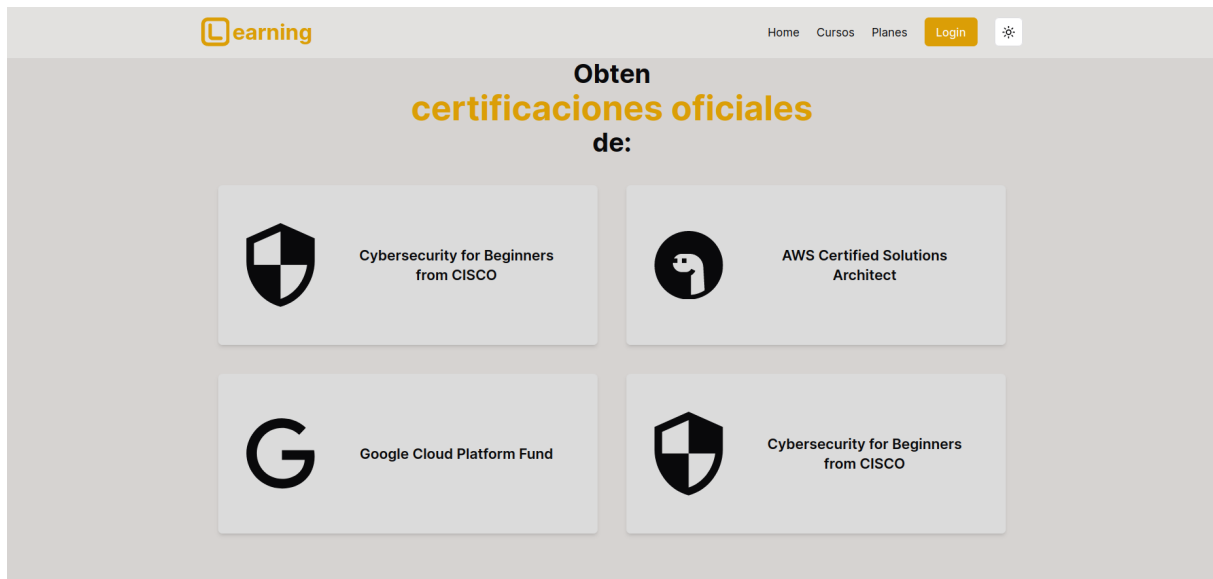 Learning
Home Cursos Planes Login
Obten
certificaciones oficiales
de:
Cybersecurity for Beginners
from CISCO
AWS Certified Solutions
Architect
Google Cloud Platform Fund
Cybersecurity for Beginners
from CISCO